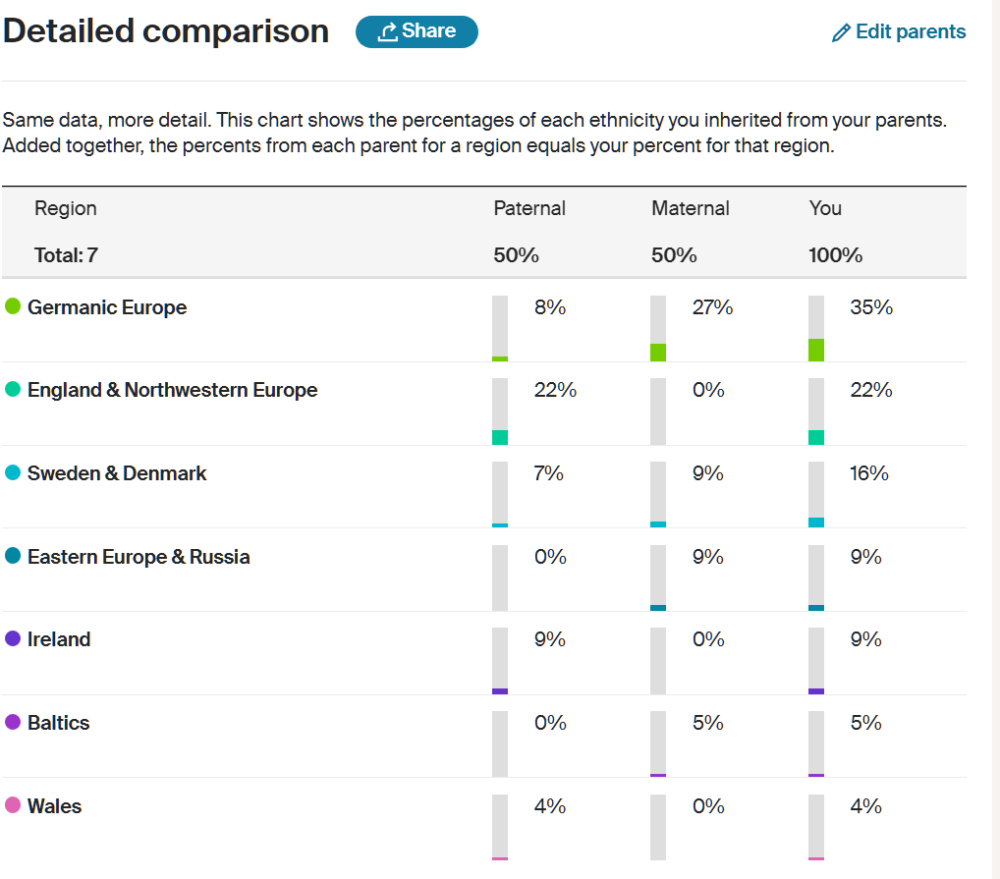 Detailed comparison
Share
Edit parents
Same data, more detail. This chart shows the percentages of each ethnicity you inherited from your parents.
Added together, the percents from each parent for a region equals your percent for that region.
Region Paternal Maternal You
Total: 7 50% 50% 100%
Germanic Europe 8% 27% 35%
England & Northwestern Europe 22% 0% 22%
Sweden & Denmark 7% 9% 16%
Eastern Europe & Russia 0% 9% 9%
Ireland 9% 0% 9%
Baltics 0% 5% 5%
Wales 4% 0% 4%